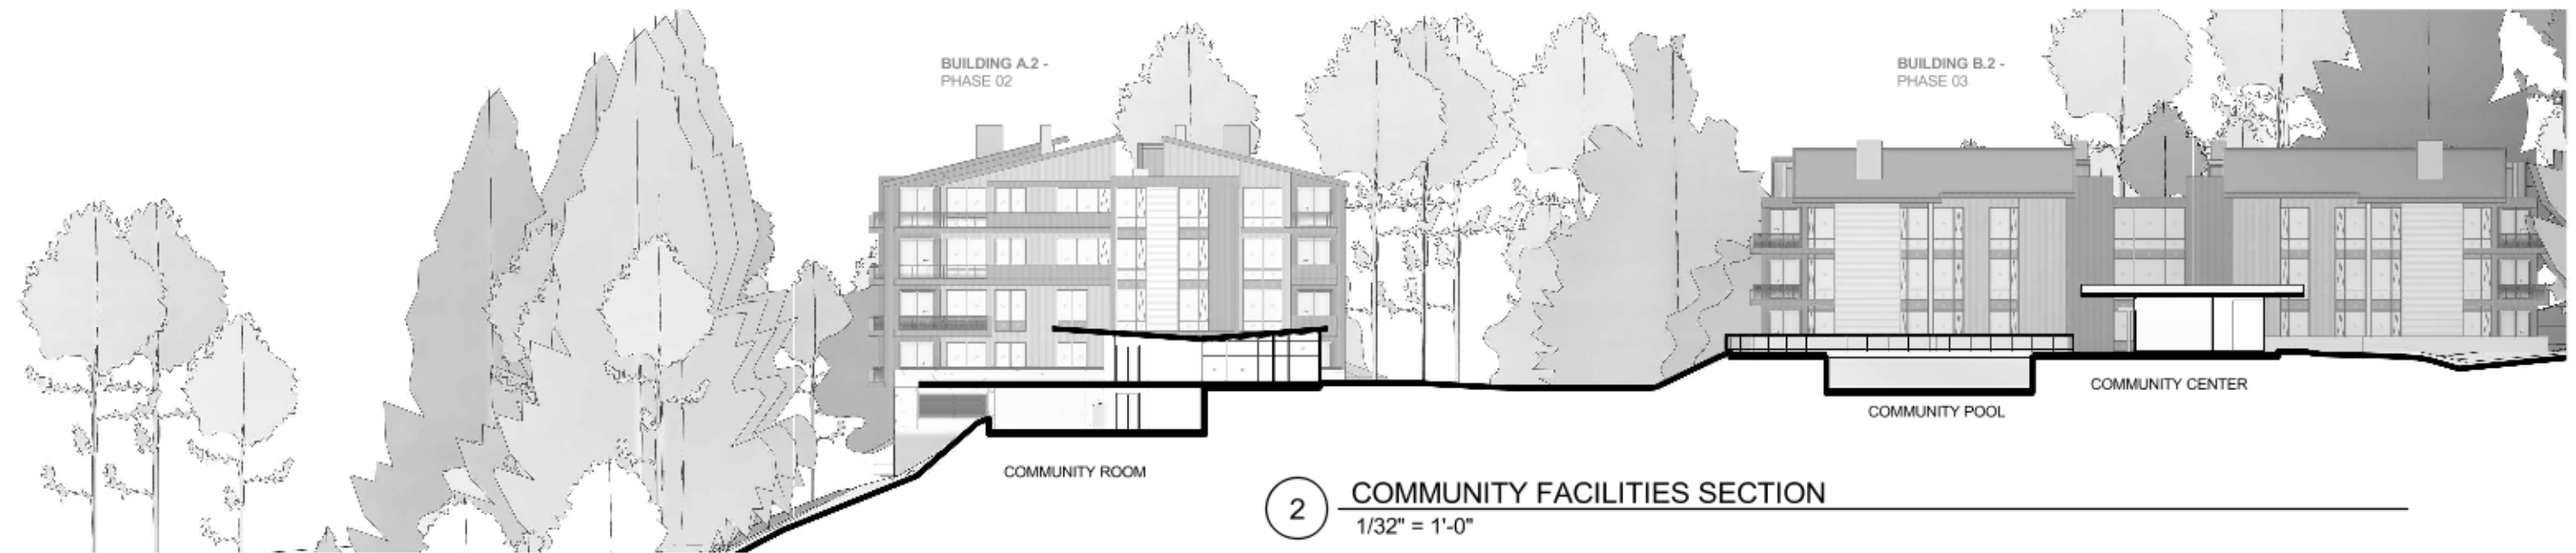 BUILDING A.2 -
PHASE 02
BUILDING B.2 -
PHASE 03
COMMUNITY CENTER
COMMUNITY POOL
COMMUNITY ROOM
2
COMMUNITY FACILITIES SECTION
1/32" = 1'-0"